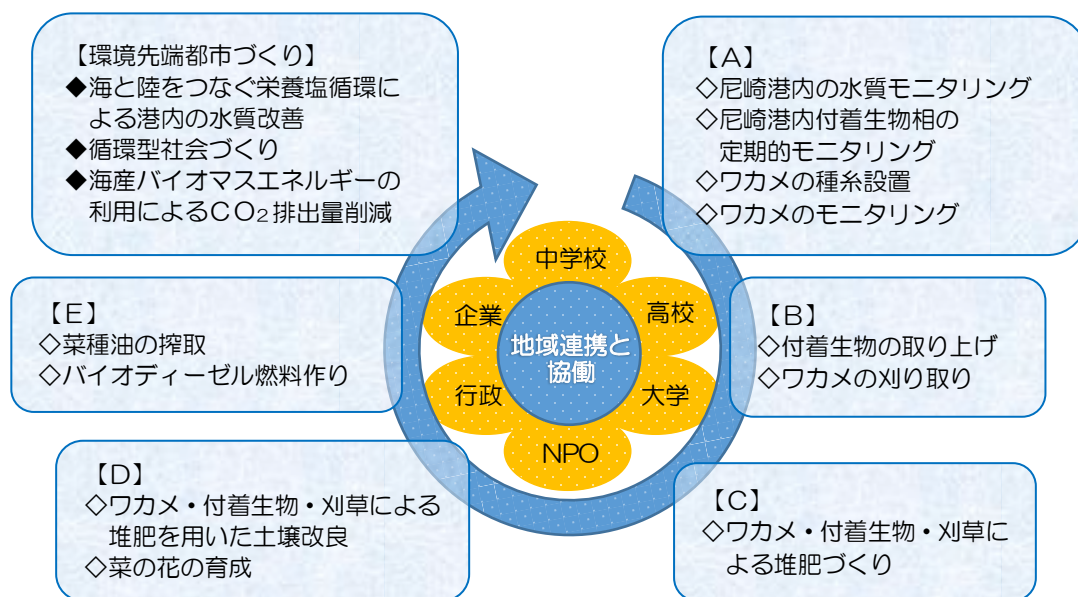 【環境先端都市づくり】
◆海と陸をつなぐ栄養塩循環に
よる港内の水質改善
◆循環型社会づくり
◆海産バイオマスエネルギーの
利用によるCO₂排出量削減
【A】
◇尼崎港内の水質モニタリング
◇尼崎港内付着生物相の
定期的モニタリング
◇ワカメの種糸設置
◇ワカメのモニタリング
【B】
◇付着生物の取り上げ
◇ワカメの刈り取り
【C】
◇ワカメ・付着生物・刈草に
よる堆肥づくり
【D】
◇ワカメ・付着生物・刈草による
堆肥を用いた土壌改良
◇菜の花の育成
【E】
◇菜種油の搾取
◇バイオディーゼル燃料作り
中学校
高校
大学
NPO
行政
企業
地域連携と
協働